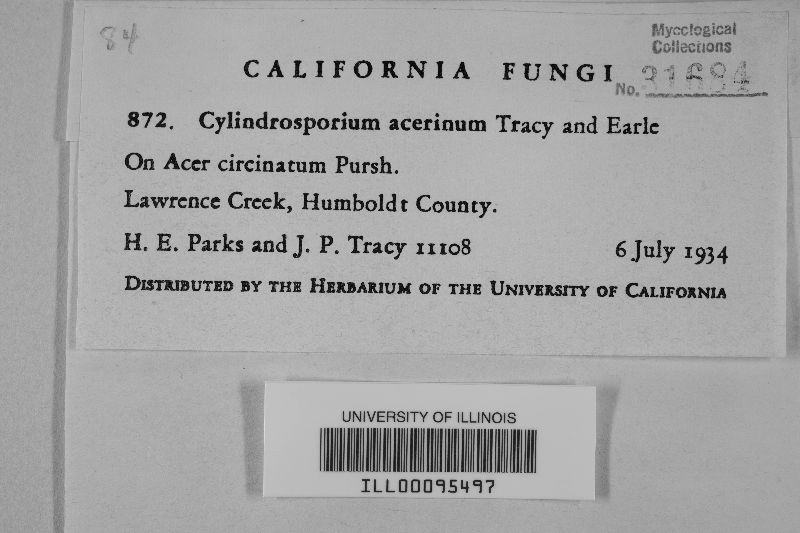 84
Mycological
Collections
No. 31684
CALIFORNIA FUNGI
872. Cylindrosporium acerinum Tracy and Earle
On Acer circinatum Pursh.
Lawrence Creek, Humboldt County.
H. E. Parks and J. P. Tracy 11108 6 July 1934
DISTRIBUTED BY THE HERBARIUM OF THE UNIVERSITY OF CALIFORNIA
UNIVERSITY OF ILLINOIS
ILL00095497